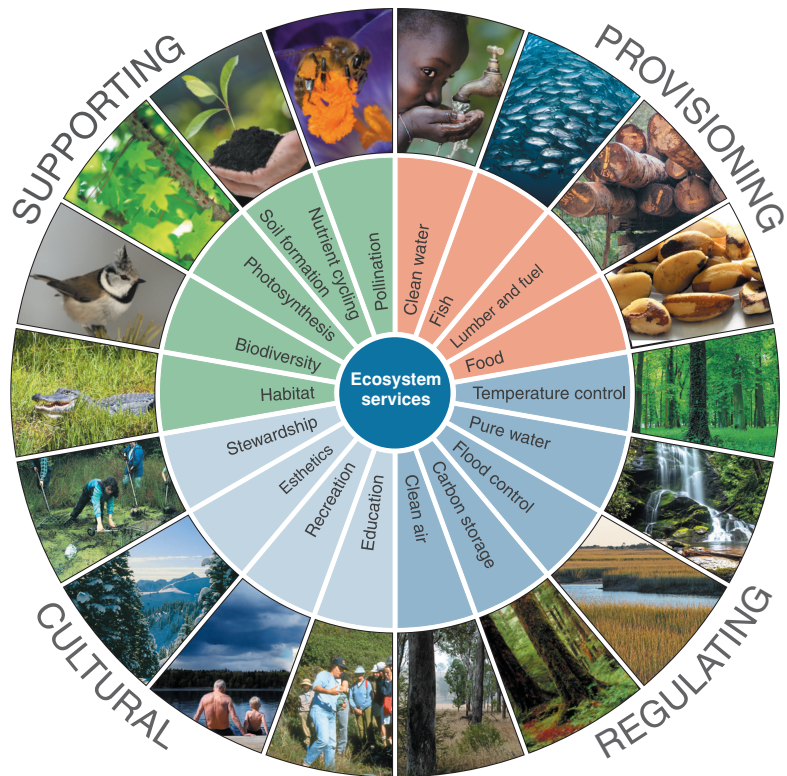 SUPPORTING
PROVISIONING
Soil formation
Nutrient cycling
Pollination
Clean water
Fish
Lumber and fuel
Photosynthesis
Biodiversity
Food
Habitat
Ecosystem
services
Temperature control
Stewardship
Pure water
Esthetics
Flood control
Recreation
Carbon storage
Education
Clean air
CULTURAL
REGULATING